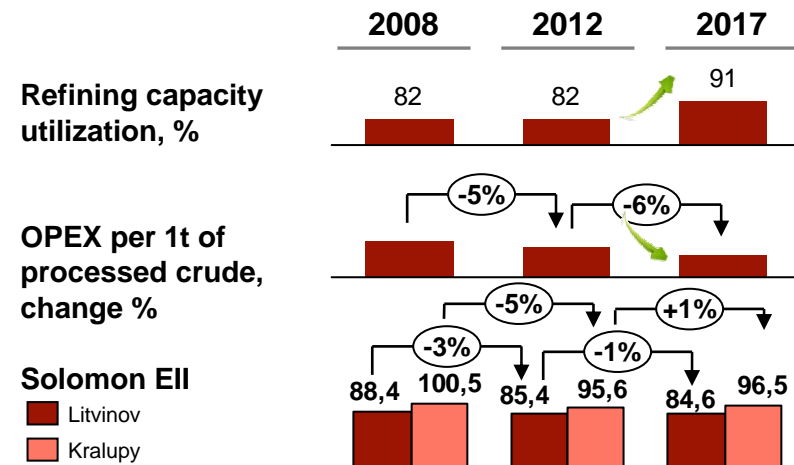 2008 2012 2017
Refining capacity
utilization, %
82 82 91
-5% -6%
OPEX per 1t of
processed crude,
change %
-5% +1%
-3% -1%
Solomon EII
88,4 100,5 85,4 95,6 84,6 96,5
Litvinov
Kralupy